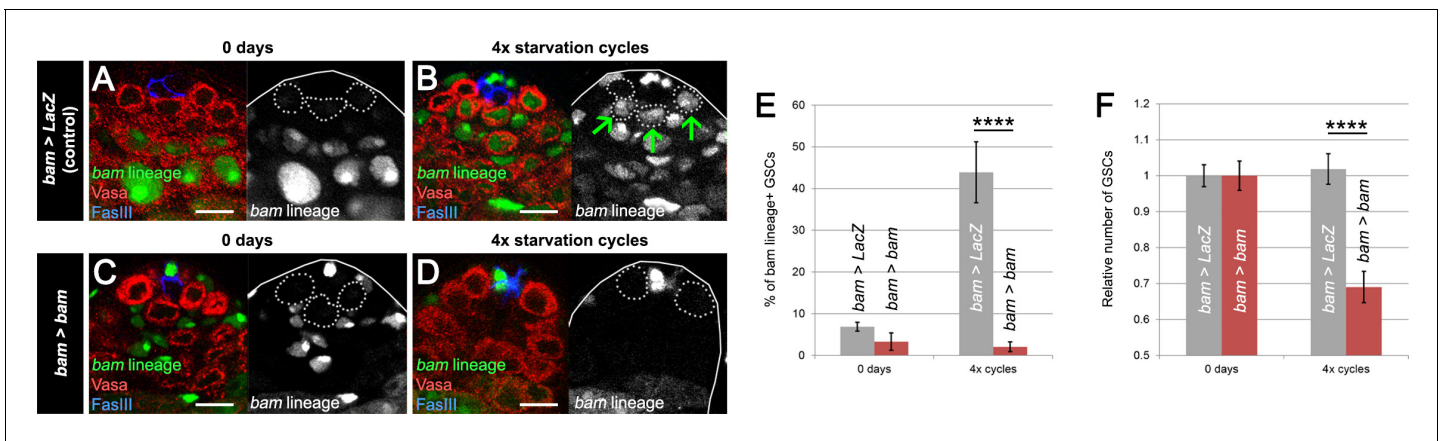 0 days
4x starvation cycles
bam > LacZ
(control)
A
bam lineage
Vasa
FasIII
bam lineage
B
bam lineage
Vasa
FasIII
bam lineage
0 days
4x starvation cycles
bam > bam
C
bam lineage
Vasa
FasIII
bam lineage
D
bam lineage
Vasa
FasIII
bam lineage
E
% of bam lineage+ GSCs
60
50
40
30
20
10
0
bam > LacZ
bam > bam
bam > LacZ
bam > bam
****
0 days
4x cycles
F
Relative number of GSCs
1.2
1.1
1
0.9
0.8
0.7
0.6
0.5
bam > LacZ
bam > bam
bam > LacZ
bam > bam
****
0 days
4x cycles